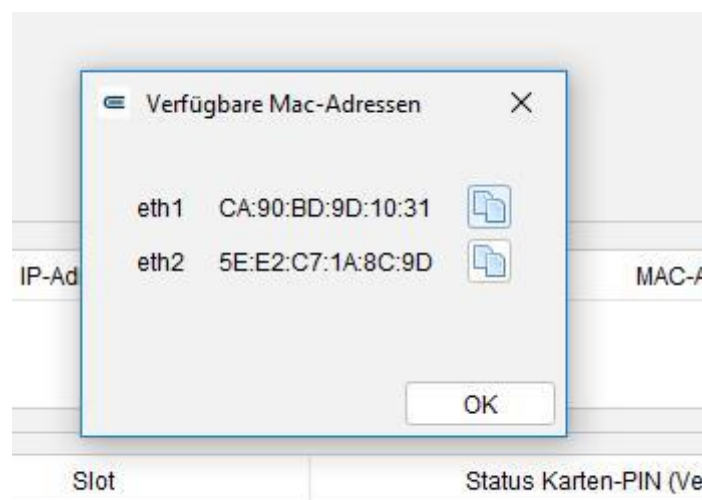 Verfügbare Mac-Adressen
eth1 CA:90:BD:9D:10:31
eth2 5E:E2:C7:1A:8C:9D
IP-Ad
MAC-A
OK
Slot Status Karten-PIN (Ve